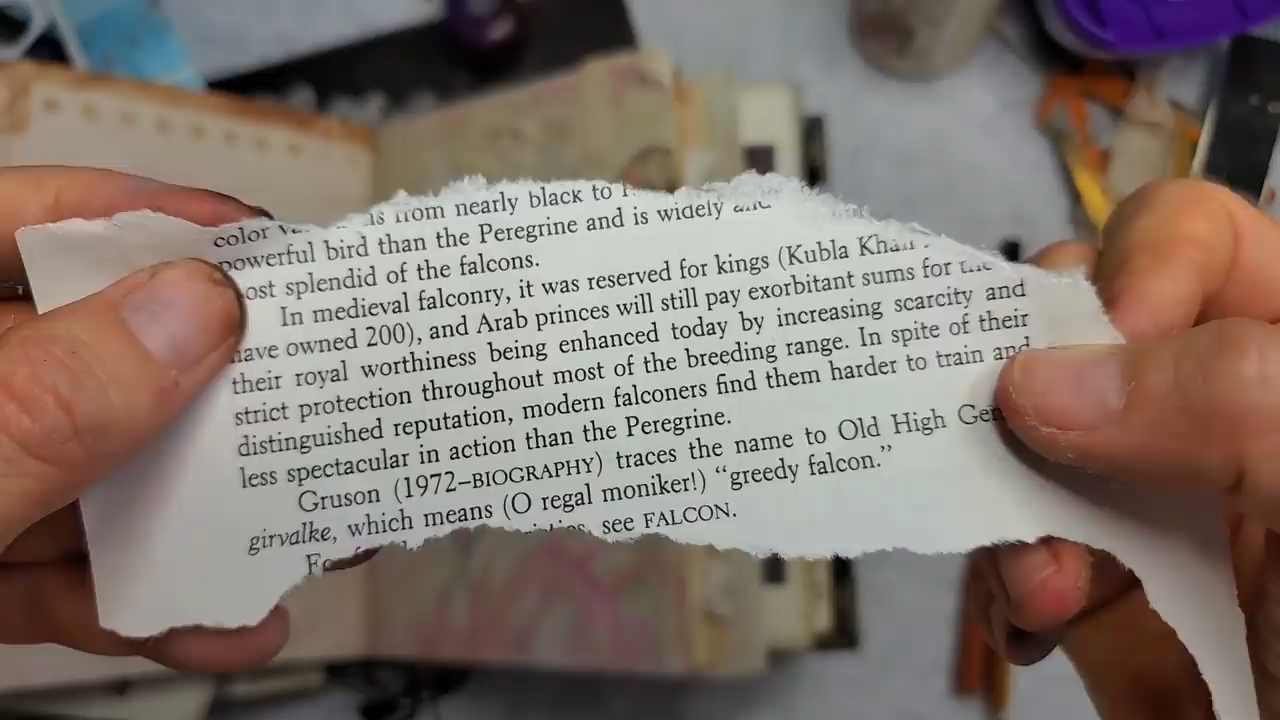 color from nearly black to
powerful bird than the Peregrine and is widely
ost splendid of the falcons.
In medieval falconry, it was reserved for kings (Kubla Khan
have owned 200), and Arab princes will still pay exorbitant sums for the
their royal worthiness being enhanced today by increasing scarcity and
strict protection throughout most of the breeding range. In spite of their
distinguished reputation, modern falconers find them harder to train and
less spectacular in action than the Peregrine.
Gruson (1972–BIOGRAPHY) traces the name to Old High Ger
girvalke, which means (O regal moniker!) “greedy falcon.”
see FALCON.